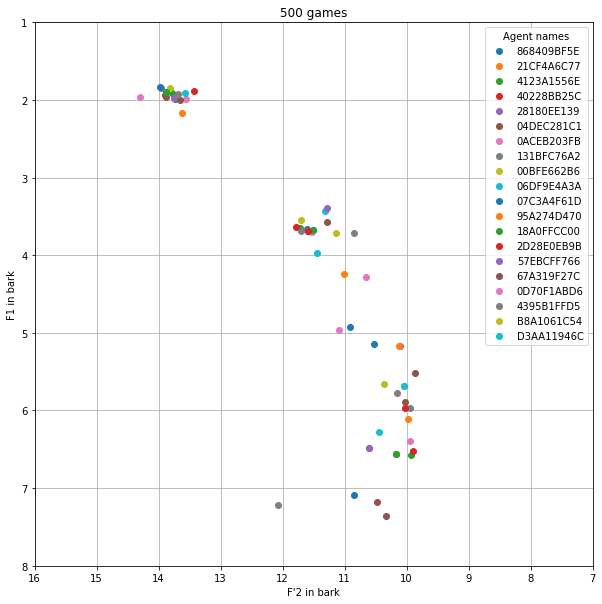 500 games
Agent names
868409BF5E
21CF4A6C77
4123A1556E
40228BB25C
28180EE139
04DEC281C1
0ACEB203FB
131BFC76A2
00BFE662B6
06DF9E4A3A
07C3A4F61D
95A274D470
18A0FFCC00
2D28E0EB9B
57EBCFF766
67A319F27C
0D70F1ABD6
4395B1FFD5
B8A1061C54
D3AA11946C
F1 in bark
1
2
3
4
5
6
7
8
16 15 14 13 12 11 10 9 8 7
F'2 in bark